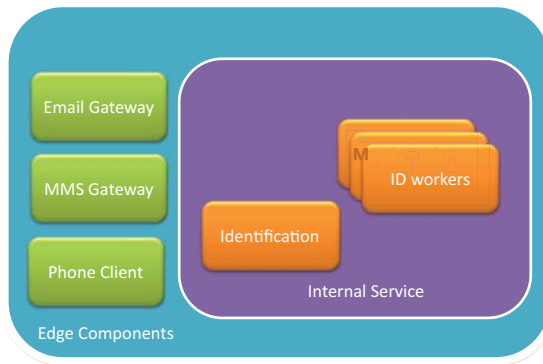 Email Gateway
MMS Gateway
Phone Client
Edge Components
ID workers
Identification
Internal Service